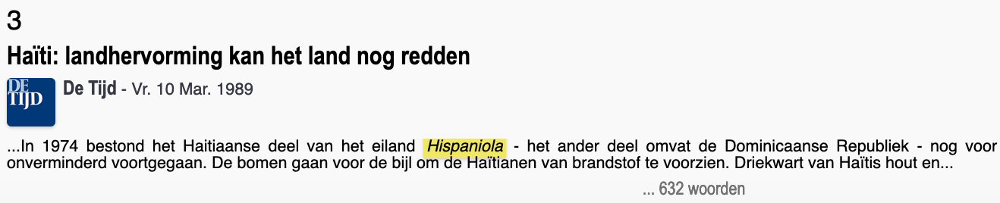 3
Haïti: landhervorming kan het land nog redden
DE
TIJD
De Tijd - Vr. 10 Mar. 1989
...In 1974 bestond het Haitiaanse deel van het eiland Hispaniola - het ander deel omvat de Dominicaanse Republiek - nog voor
onverminderd voortgegaan. De bomen gaan voor de bijl om de Haïtianen van brandstof te voorzien. Driekwart van Haïtis hout en...
... 632 woorden